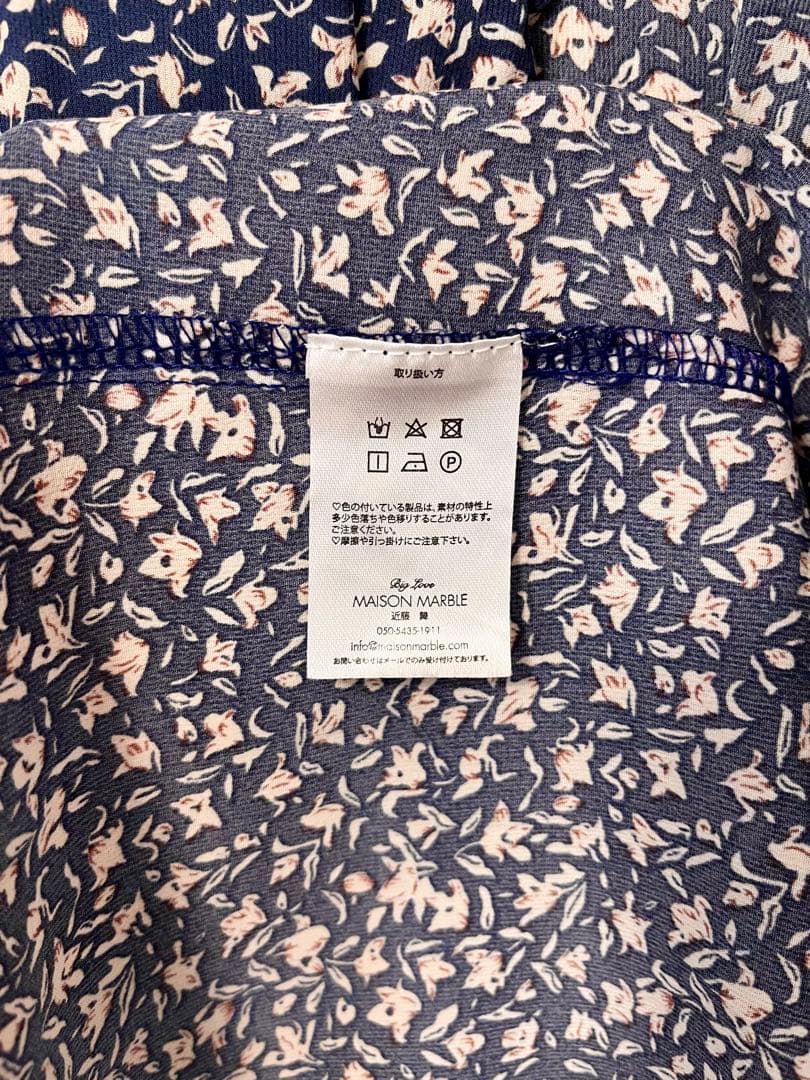 取り扱い方
P
♡色の付いている製品は、素材の特性上
多少色落ちや色移りすることがあります。
ご注意ください。
♡摩擦や引っ掛けにご注意下さい。
Big Love
MAISON MARBLE
近藤
050-5435-1911
info@maisonmarble.com
お問い合わせはメールでのみ受け付けております。